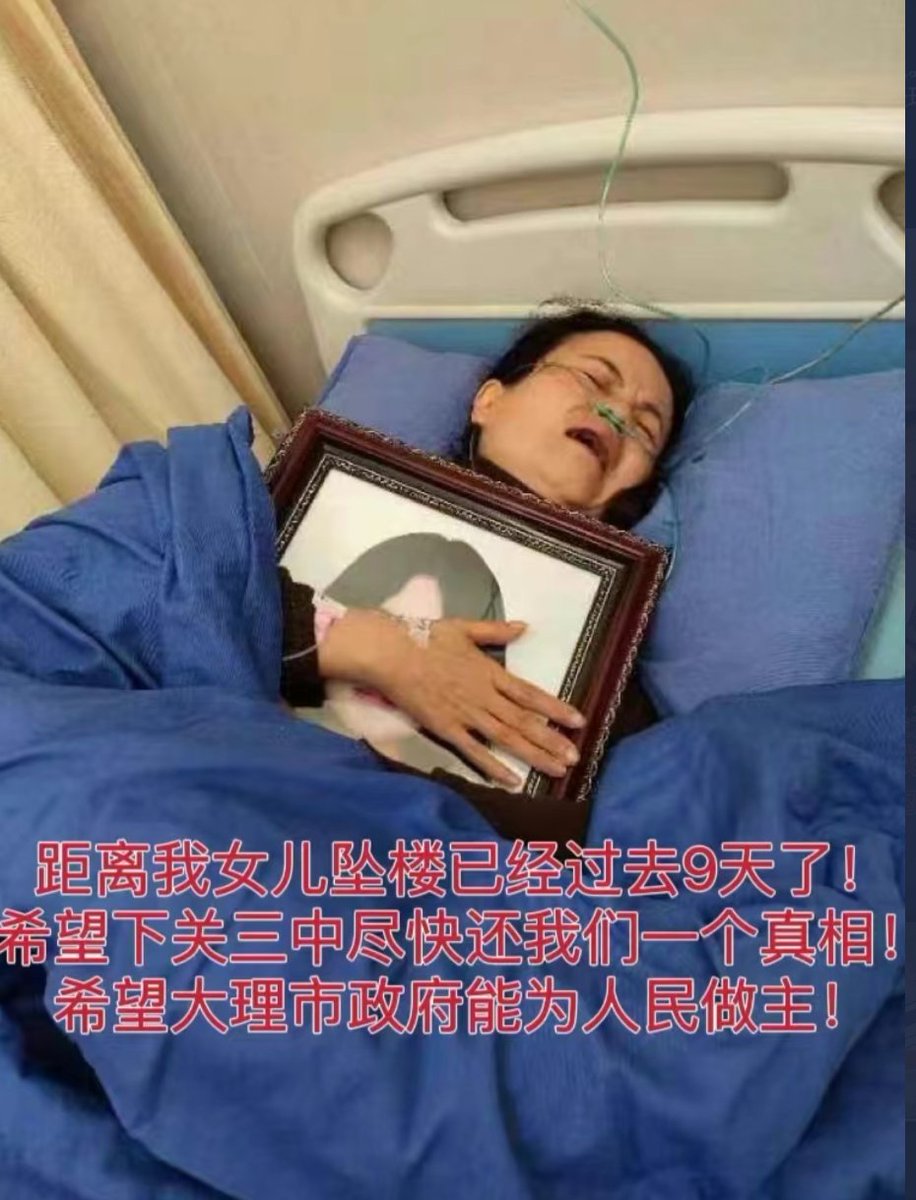 距离我女儿坠楼已经过去9天了！
希望下关三中尽快还我们一个真相！
希望大理市政府能为人民做主！